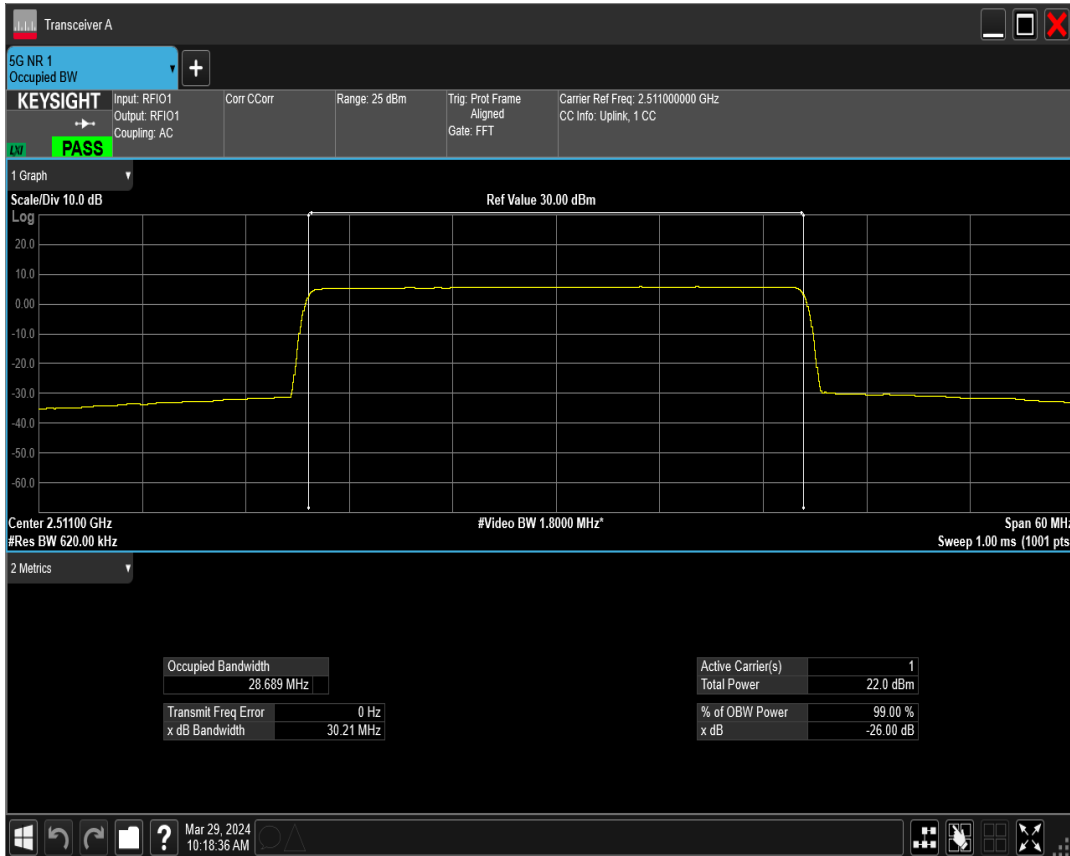 Transceiver A
5G NR 1
Occupied BW
KEYSIGHT
LXI
PASS
Input: RFIO1
Output: RFIO1
Coupling: AC
Corr CCorr
Range: 25 dBm
Trig: Prot Frame
Aligned
Gate: FFT
Carrier Ref Freq: 2.511000000 GHz
CC Info: Uplink, 1 CC
1 Graph
Scale/Div 10.0 dB
Ref Value 30.00 dBm
Log
20.0
10.0
0.00
-10.0
-20.0
-30.0
-40.0
-50.0
-60.0
Center 2.51100 GHz
#Video BW 1.8000 MHz*
Span 60 MHz
#Res BW 620.00 kHz
Sweep 1.00 ms (1001 pts
2 Metrics
Occupied Bandwidth
28.689 MHz
Transmit Freq Error 0 Hz
x dB Bandwidth 30.21 MHz
Active Carrier(s) 1
Total Power 22.0 dBm
% of OBW Power 99.00 %
x dB -26.00 dB
?
Mar 29, 2024
10:18:36 AM